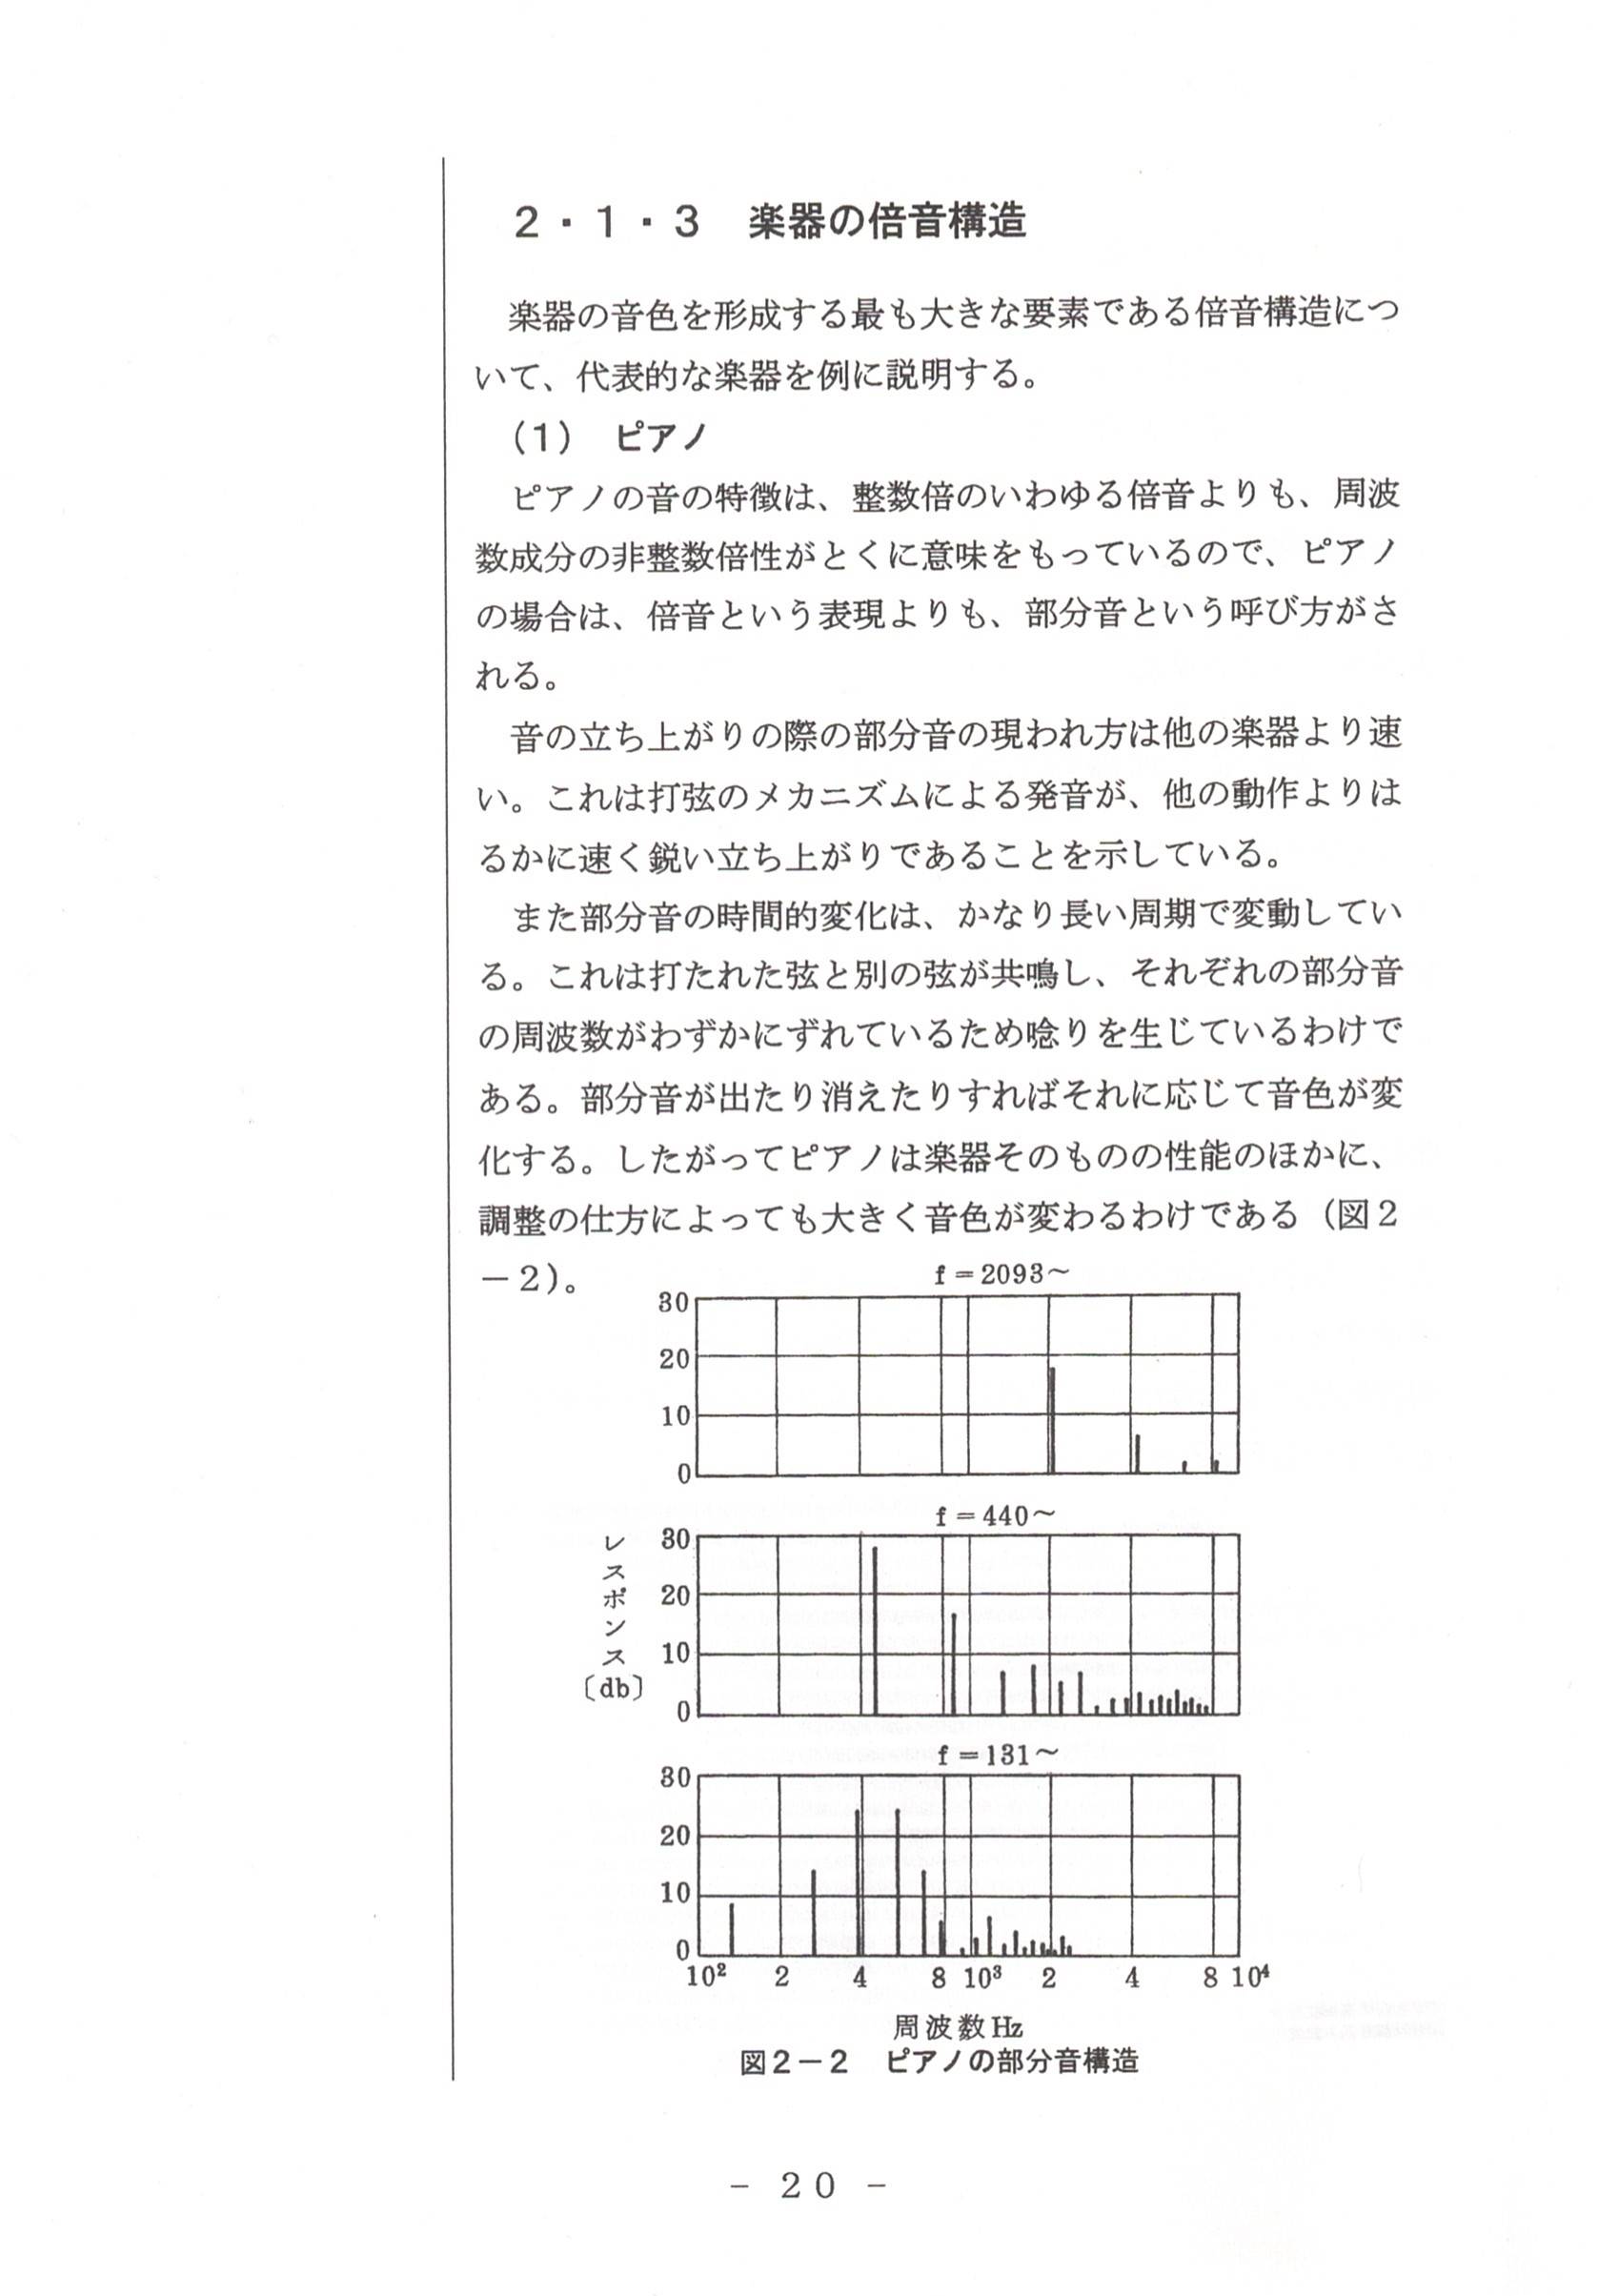 2・1・3　楽器の倍音構造
楽器の音色を形成する最も大きな要素である倍音構造につ
いて、代表的な楽器を例に説明する。
(1)　ピアノ
ピアノの音の特徴は、整数倍のいわゆる倍音よりも、周波
数成分の非整数倍性がとくに意味をもっているので、ピアノ
の場合は、倍音という表現よりも、部分音という呼び方がさ
れる。
音の立ち上がりの際の部分音の現われ方は他の楽器より速
い。これは打弦のメカニズムによる発音が、他の動作よりは
るかに速く鋭い立ち上がりであることを示している。
また部分音の時間的変化は、かなり長い周期で変動してい
る。これは打たれた弦と別の弦が共鳴し、それぞれの部分音
の周波数がわずかにずれているため唸りを生じているわけで
ある。部分音が出たり消えたりすればそれに応じて音色が変
化する。したがってピアノは楽器そのものの性能のほかに、
調整の仕方によっても大きく音色が変わるわけである（図2
－2）。
f＝2093～
30
20
10
0
f＝440～
レスポンス
〔db〕
30
20
10
0
f＝131～
30
20
10
0
10² 2 4 8 10³ 2 4 8 10⁴
周波数Hz
図2－2　ピアノの部分音構造
－ 20 －